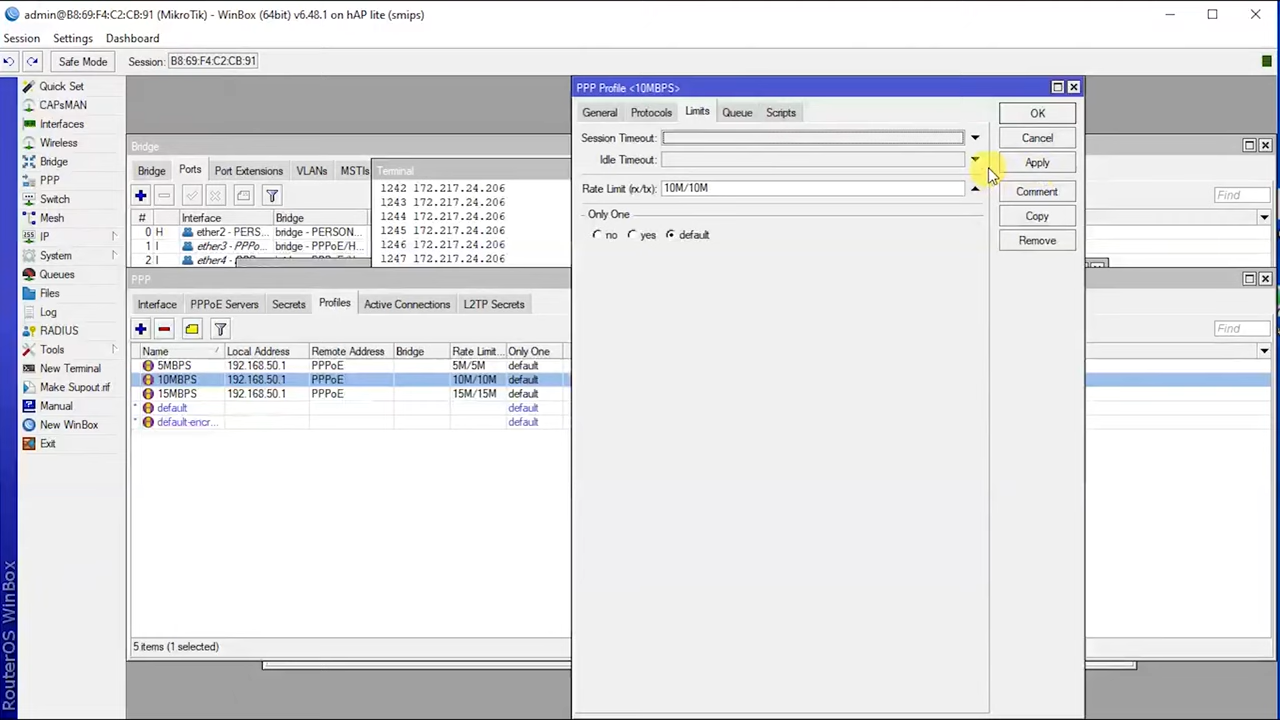 admin@B8:69:F4:C2:CB:91 (MikroTik) - WinBox (64bit) v6.48.1 on hAP lite (smips)
Session Settings Dashboard
Safe Mode Session: B8:69:F4:C2:CB:91
Quick Set
CAPsMAN
Interfaces
Wireless
Bridge
PPP
Switch
Mesh
IP
System
Queues
Files
Log
RADIUS
Tools
New Terminal
Make Supout.rif
Manual
New WinBox
Exit
RouterOS WinBox
Bridge
Bridge Ports Port Extensions VLANs MSTIs
Find
# Interface Bridge
0 H ether2 - PERS... bridge - PERSON...
1 I ether3 - PPPo... bridge - PPPoE/H...
2 I ether4 -
Terminal
1242 172.217.24.206
1243 172.217.24.206
1244 172.217.24.206
1245 172.217.24.206
1246 172.217.24.206
1247 172.217.24.206
PPP
Interface PPPoE Servers Secrets Profiles Active Connections L2TP Secrets
Find
Name Local Address Remote Address Bridge Rate Limit... Only One
5MBPS 192.168.50.1 PPPoE 5M/5M default
10MBPS 192.168.50.1 PPPoE 10M/10M default
15MBPS 192.168.50.1 PPPoE 15M/15M default
* default default
* default-encr... default
5 items (1 selected)
PPP Profile <10MBPS>
General Protocols Limits Queue Scripts
Session Timeout:
Idle Timeout:
Rate Limit (rx/tx): 10M/10M
Only One
no yes default
OK
Cancel
Apply
Comment
Copy
Remove